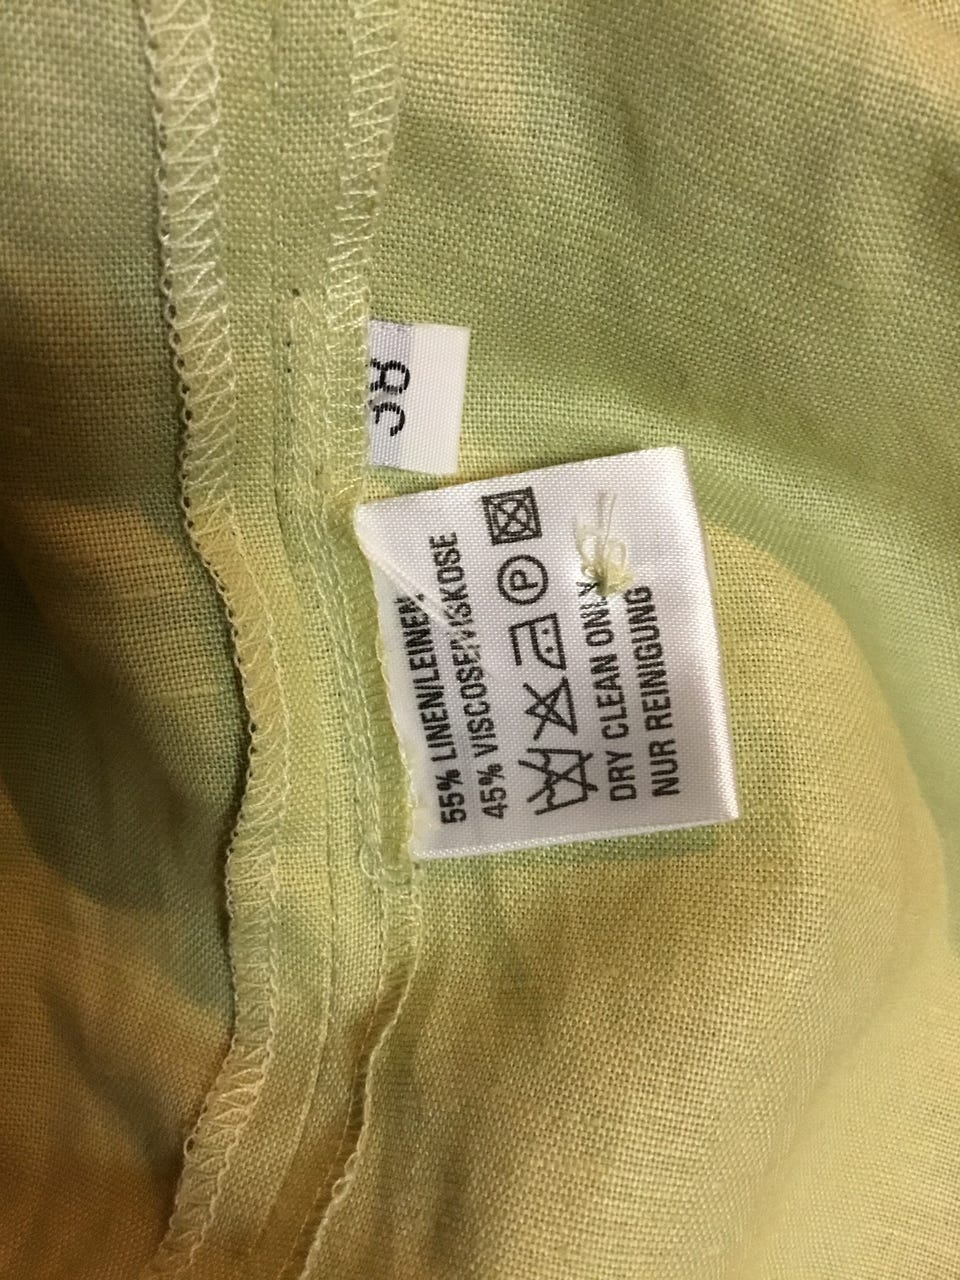 38
55% LINEN/LEINEN
45% VISCOSE/VISKOSE
P
DRY CLEAN ONLY
NUR REINIGUNG